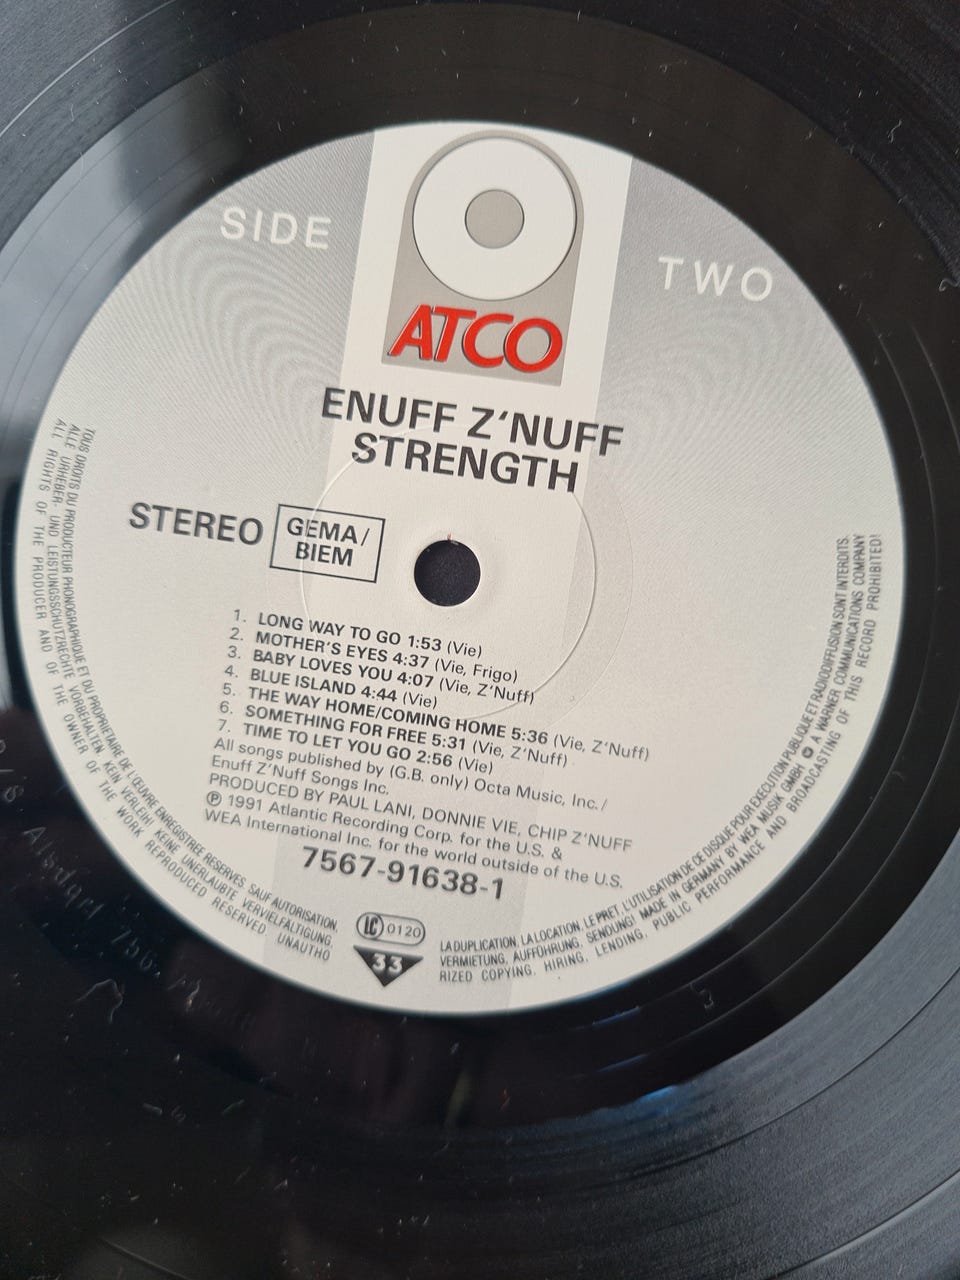 SIDE TWO
ATCO
ENUFF Z'NUFF
STRENGTH
STEREO GEMA/
BIEM
1. LONG WAY TO GO 1:53 (Vie)
2. MOTHER'S EYES 4:37 (Vie, Frigo)
3. BABY LOVES YOU 4:07 (Vie, Z'Nuff)
4. BLUE ISLAND 4:44 (Vie)
5. THE WAY HOME/COMING HOME 5:36 (Vie, Z'Nuff)
6. SOMETHING FOR FREE 5:31 (Vie, Z'Nuff)
7. TIME TO LET YOU GO 2:56 (Vie)
All songs published by (G.B. only) Octa Music, Inc./
Enuff Z'Nuff Songs Inc.
PRODUCED BY PAUL LANI, DONNIE VIE, CHIP Z'NUFF
℗ 1991 Atlantic Recording Corp. for the U.S. &
WEA International Inc. for the world outside of the U.S.
7567-91638-1
LC 0120
33
TOUS DROITS DU PRODUCTEUR PHONOGRAPHIQUE ET DU PROPRIETAIRE DE L'ŒUVRE ENREGISTREE RESERVES. SAUF AUTORISATION,
LA DUPLICATION, LA LOCATION, LE PRET, L'UTILISATION DE CE DISQUE POUR EXECUTION PUBLIQUE ET RADIODIFFUSION SONT INTERDITS.
ALLE URHEBER- UND LEISTUNGSSCHUTZRECHTE VORBEHALTEN. KEIN VERLEIH! KEINE UNERLAUBTE VERVIELFÄLTIGUNG,
VERMIETUNG, AUFFÜHRUNG, SENDUNG! MADE IN GERMANY BY WEA MUSIK GMBH A WARNER COMMUNICATIONS COMPANY
ALL RIGHTS OF THE PRODUCER AND OF THE OWNER OF THE WORK REPRODUCED RESERVED. UNAUTHO
RIZED COPYING, HIRING, LENDING, PUBLIC PERFORMANCE AND BROADCASTING OF THIS RECORD PROHIBITED!